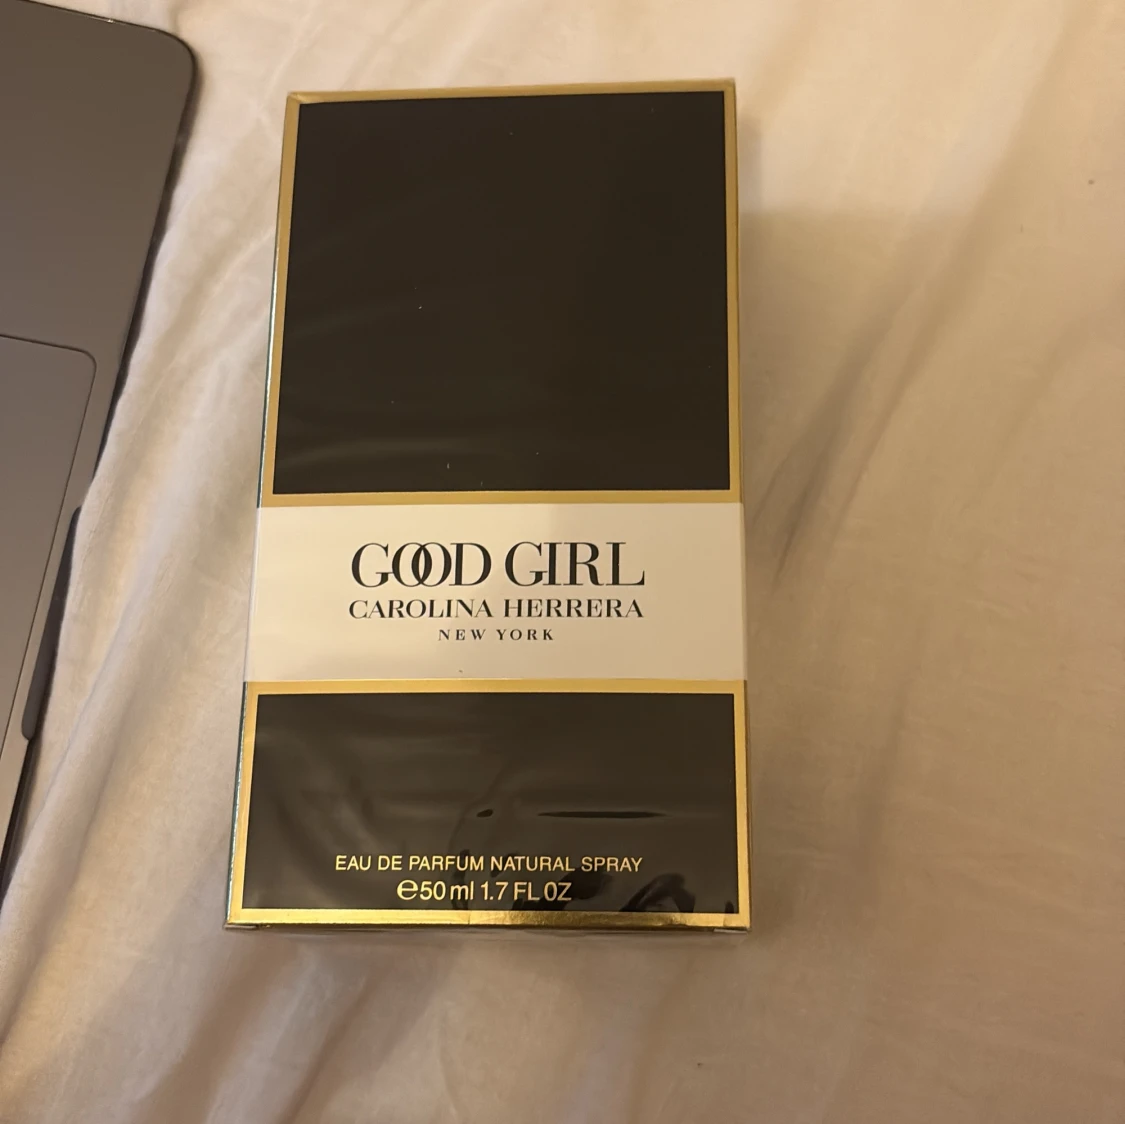 GOOD GIRL
CAROLINA HERRERA
NEW YORK
EAU DE PARFUM NATURAL SPRAY
℮50 ml 1.7 FL OZ